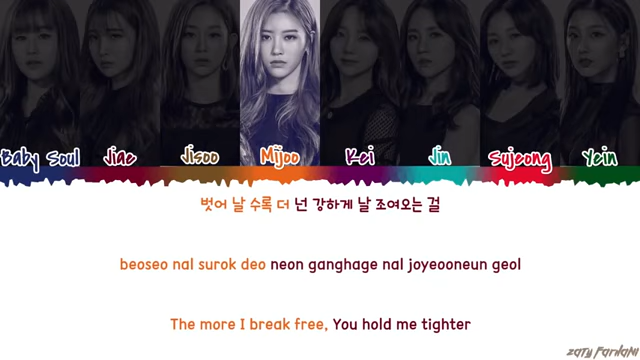 Baby Soul Jiae Jisoo Mijoo Kei Jin Sujeong Yein
벗어 날 수록 더 넌 강하게 날 조여오는 걸
beoseo nal surok deo neon ganghage nal joyeooneun geol
The more I break free, You hold me tighter
zaty farhani